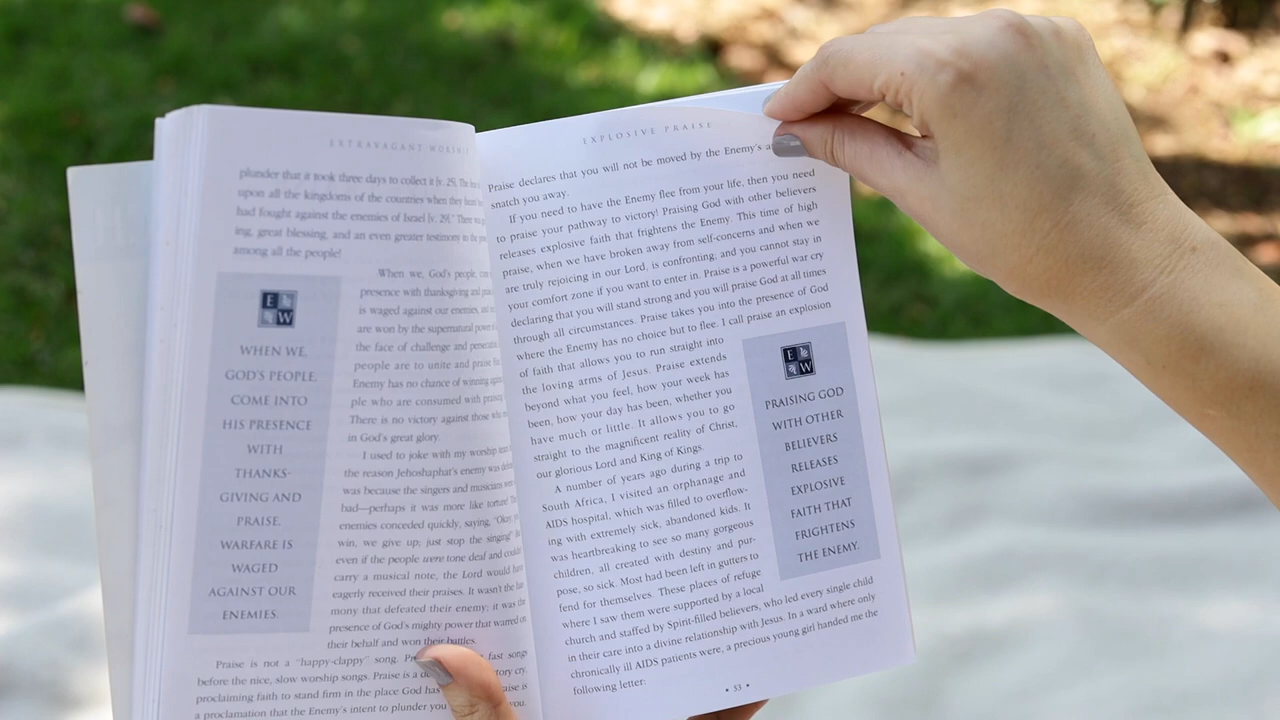 EXTRAVAGANT WORSHIP
plunder that it took three days to collect it [v. 25]. The
upon all the kingdoms of the countries when they
had fought against the enemies of Israel [v. 29]." There
ing, great blessing, and an even greater testimony to the
among all the people!
When we, God's people,
presence with thanksgiving and
is waged against our enemies,
are won by the supernatural power
the face of challenge and
people are to unite and praise
Enemy has no chance of winning
ple who are consumed with
There is no victory against those
in God's great glory.
I used to joke with my worship
the reason Jehoshaphat's enemy was
was because the singers and musicians
bad—perhaps it was more like torture!
enemies conceded quickly, saying,
win, we give up; just stop the singing!"
even if the people were tone deaf and
carry a musical note, the Lord would
eagerly received their praises. It wasn't the
mony that defeated their enemy; it was the
presence of God's mighty power that warred on
their behalf and won their battles.
Praise is not a "happy-clappy" song. fast song
before the nice, slow worship songs. Praise is a cry,
proclaiming faith to stand firm in the place God has
a proclamation that the Enemy's intent to plunder you
E W
WHEN WE,
GOD'S PEOPLE,
COME INTO
HIS PRESENCE
WITH
THANKS-
GIVING AND
PRAISE,
WARFARE IS
WAGED
AGAINST OUR
ENEMIES.
EXPLOSIVE PRAISE
Praise declares that you will not be moved by the Enemy's
snatch you away.
If you need to have the Enemy flee from your life, then you need
to praise your pathway to victory! Praising God with other believers
releases explosive faith that frightens the Enemy. This time of high
praise, when we have broken away from self-concerns and when we
are truly rejoicing in our Lord, is confronting; and you cannot stay in
your comfort zone if you want to enter in. Praise is a powerful war cry
declaring that you will stand strong and you will praise God at all times
through all circumstances. Praise takes you into the presence of God
where the Enemy has no choice but to flee. I call praise an explosion
of faith that allows you to run straight into
the loving arms of Jesus. Praise extends
beyond what you feel, how your week has
been, how your day has been, whether you
have much or little. It allows you to go
straight to the magnificent reality of Christ,
our glorious Lord and King of Kings.
A number of years ago during a trip to
South Africa, I visited an orphanage and
AIDS hospital, which was filled to overflow-
ing with extremely sick, abandoned kids. It
was heartbreaking to see so many gorgeous
children, all created with destiny and pur-
pose, so sick. Most had been left in gutters to
fend for themselves. These places of refuge
where I saw them were supported by a local
church and staffed by Spirit-filled believers, who led every single child
in their care into a divine relationship with Jesus. In a ward where only
chronically ill AIDS patients were, a precious young girl handed me the
following letter:
E W
PRAISING GOD
WITH OTHER
BELIEVERS
RELEASES
EXPLOSIVE
FAITH THAT
FRIGHTENS
THE ENEMY.
• 33 •